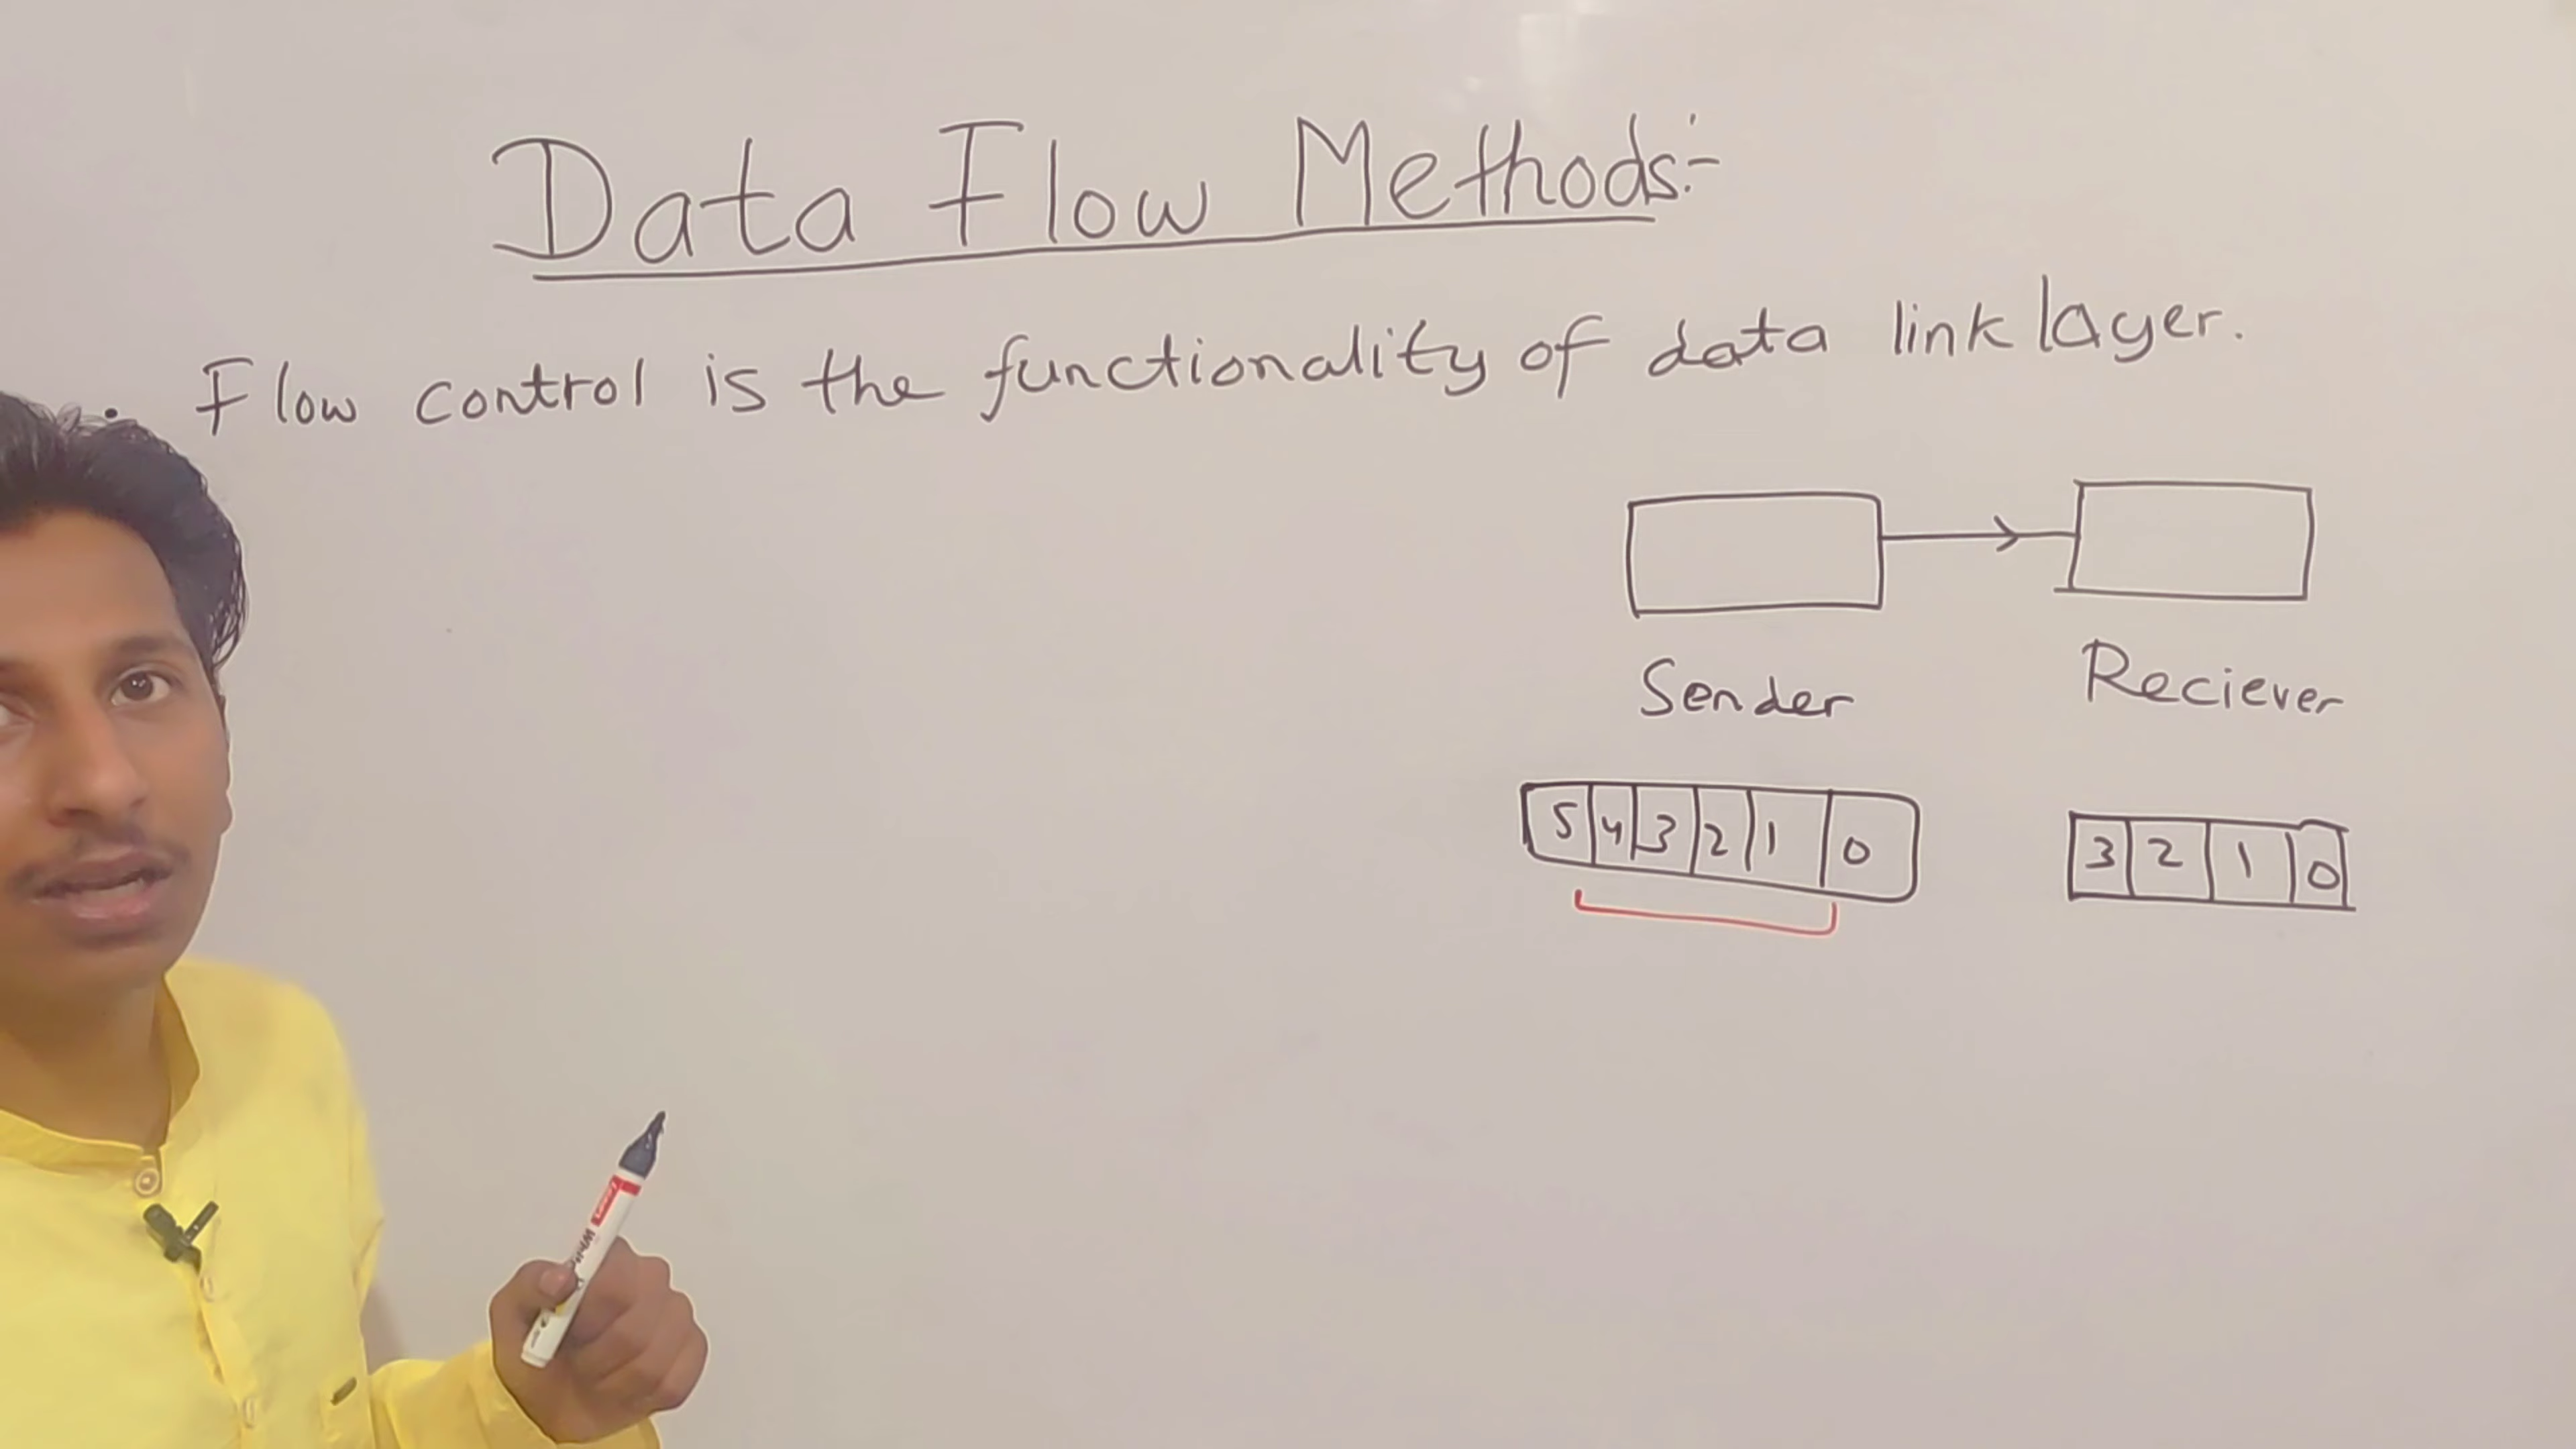 Data Flow Methods:-
• Flow control is the functionality of data link layer.
Sender Reciever
5 4 3 2 1 0
3 2 1 0